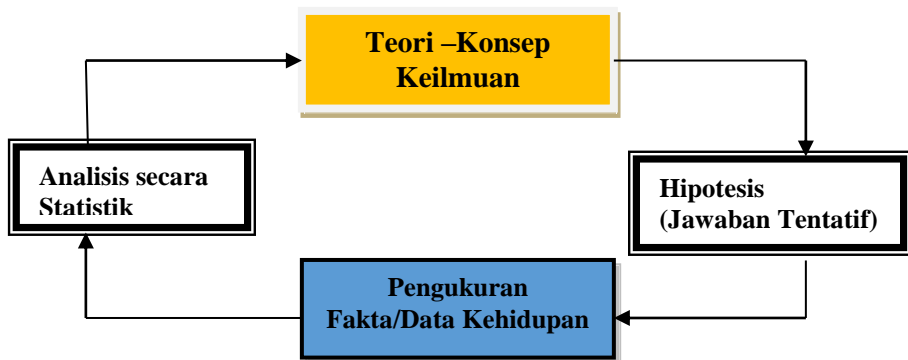 Teori –Konsep
Keilmuan
Analisis secara
Statistik
Hipotesis
(Jawaban Tentatif)
Pengukuran
Fakta/Data Kehidupan